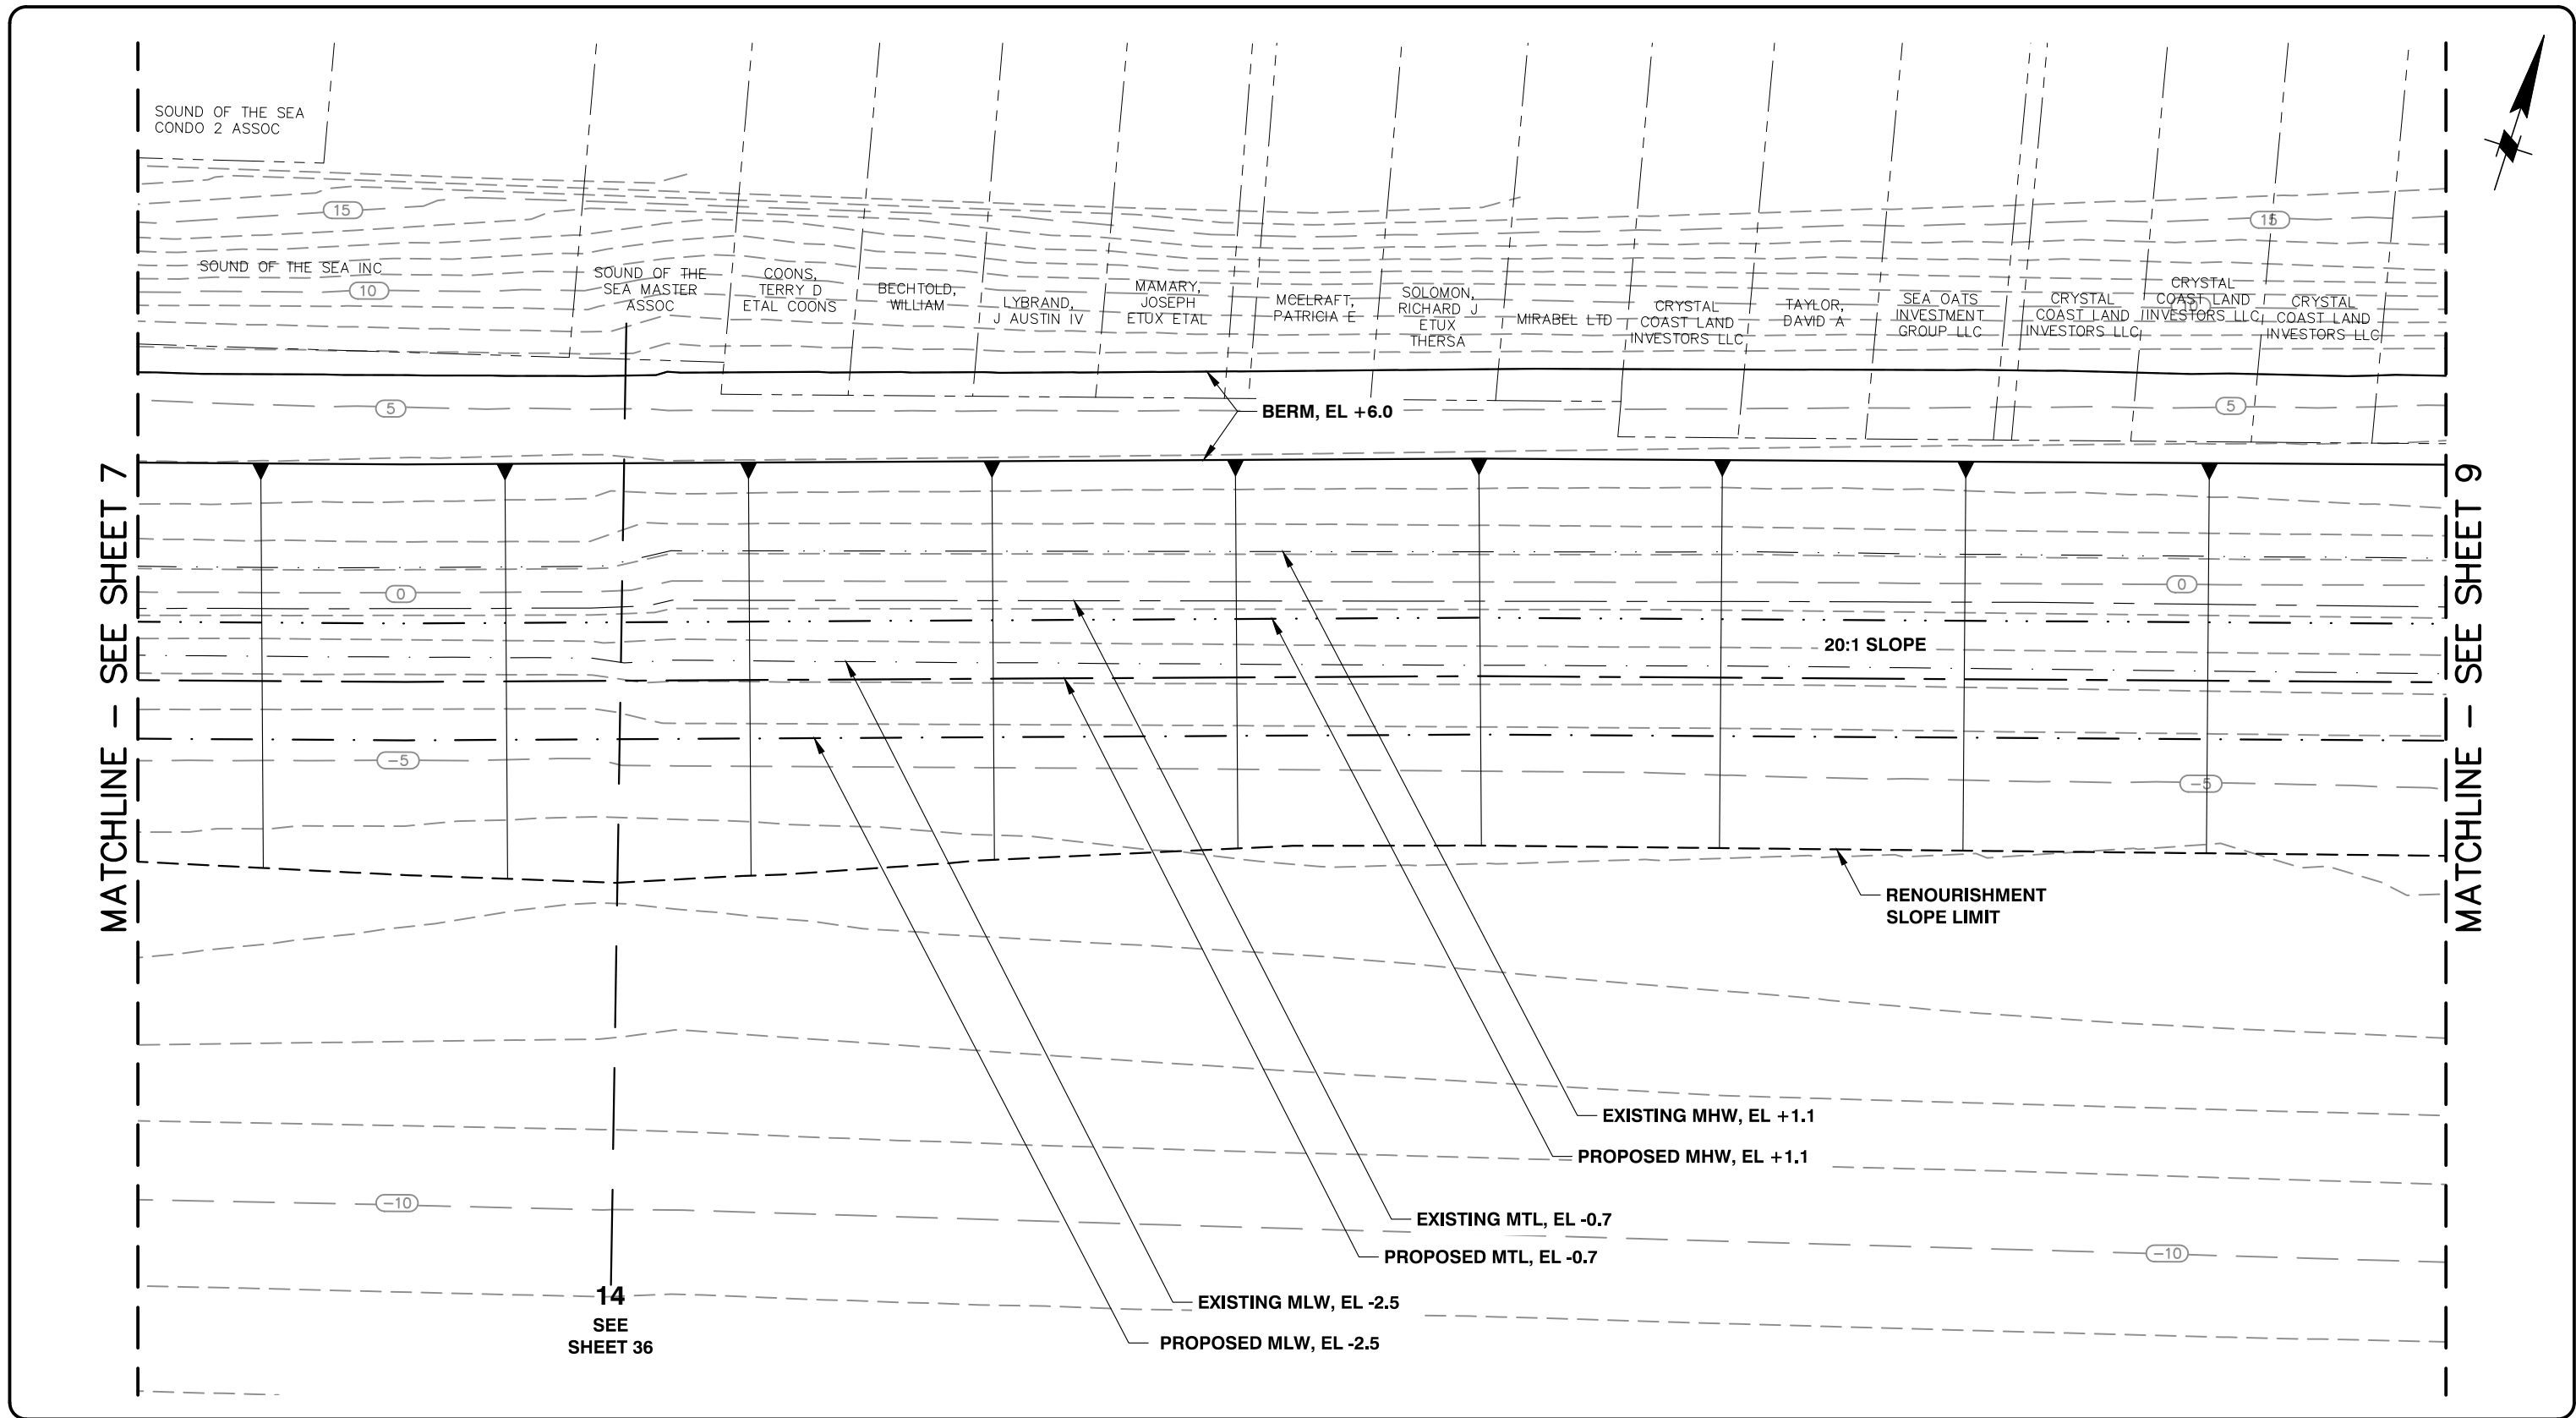 SOUND OF THE SEA
CONDO 2 ASSOC
15
15
SOUND OF THE SEA INC
10
SOUND OF THE
SEA MASTER
ASSOC
COONS,
TERRY D
ETAL COONS
BECHTOLD,
WILLIAM
LYBRAND,
J AUSTIN IV
MAMARY,
JOSEPH
ETUX ETAL
MCELRAFT,
PATRICIA E
SOLOMON,
RICHARD J
ETUX
THERSA
MIRABEL LTD
CRYSTAL
COAST LAND
INVESTORS LLC
TAYLOR,
DAVID A
SEA OATS
INVESTMENT
GROUP LLC
CRYSTAL
COAST LAND
INVESTORS LLC
CRYSTAL
COAST LAND
INVESTORS LLC
10
CRYSTAL
COAST LAND
INVESTORS LLC
5
BERM, EL +6.0
5
MATCHLINE - SEE SHEET 7
MATCHLINE - SEE SHEET 9
0
0
20:1 SLOPE
-5
-5
RENOURISHMENT
SLOPE LIMIT
EXISTING MHW, EL +1.1
PROPOSED MHW, EL +1.1
-10
EXISTING MTL, EL -0.7
PROPOSED MTL, EL -0.7
-10
EXISTING MLW, EL -2.5
PROPOSED MLW, EL -2.5
14
SEE
SHEET 36